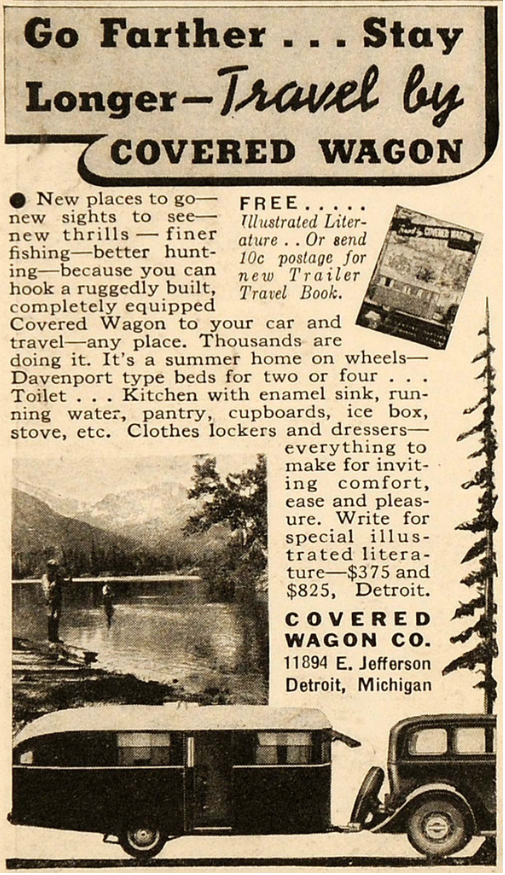 Go Farther . . . Stay
Longer—Travel by
COVERED WAGON
● New places to go—
new sights to see—
new thrills — finer
fishing—better hunt-
ing—because you can
hook a ruggedly built,
completely equipped
Covered Wagon to your car and
travel—any place. Thousands are
doing it. It's a summer home on wheels—
Davenport type beds for two or four . . .
Toilet . . . Kitchen with enamel sink, run-
ning water, pantry, cupboards, ice box,
stove, etc. Clothes lockers and dressers—
everything to
make for invit-
ing comfort,
ease and pleas-
ure. Write for
special illus-
trated litera-
ture—$375 and
$825, Detroit.
FREE . . . . .
Illustrated Liter-
ature . . Or send
10c postage for
new Trailer
Travel Book.
Travel by COVERED WAGON
COVERED
WAGON CO.
11894 E. Jefferson
Detroit, Michigan